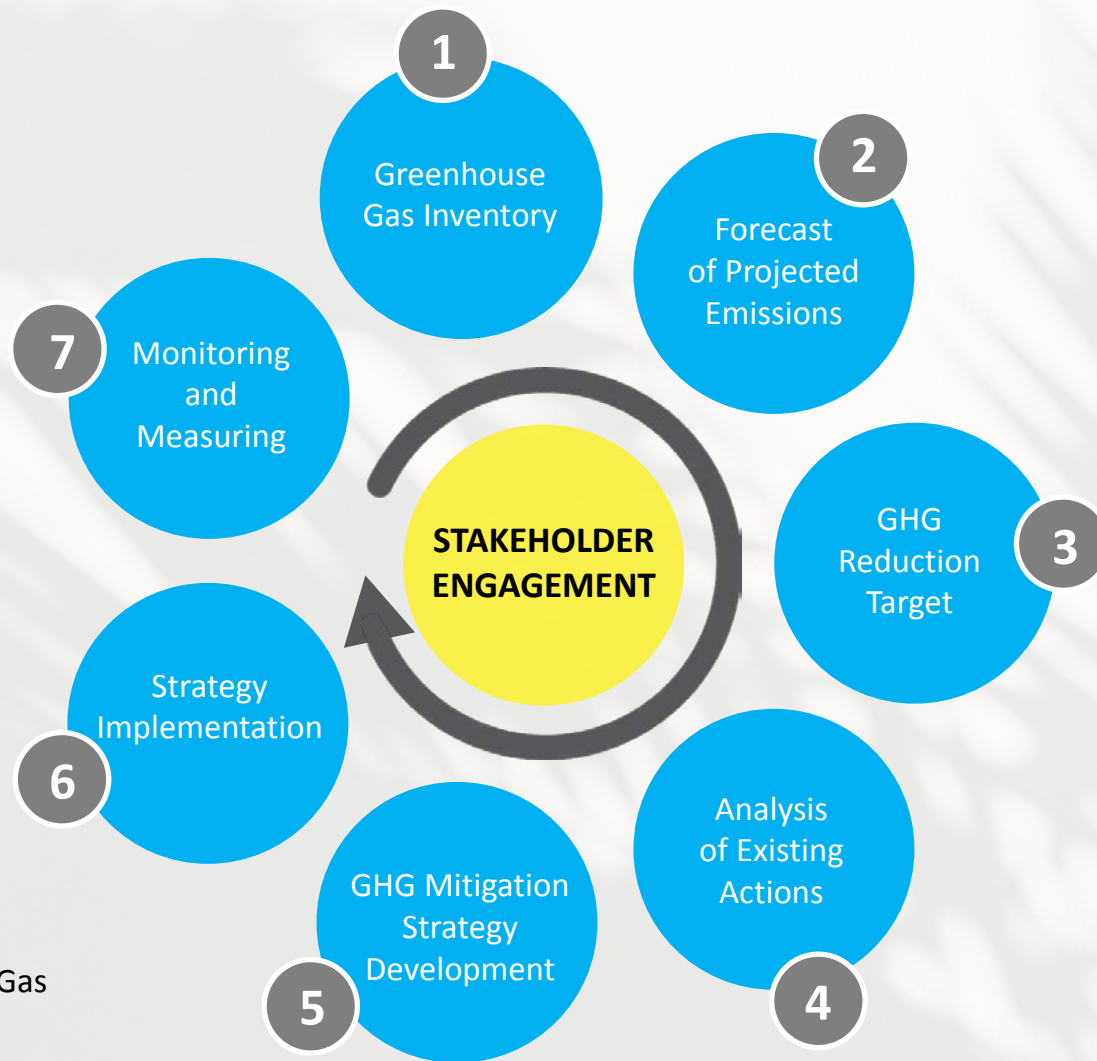 1
Greenhouse
Gas Inventory
2
Forecast
of Projected
Emissions
3
GHG
Reduction
Target
4
Analysis
of Existing
Actions
5
GHG Mitigation
Strategy
Development
6
Strategy
Implementation
7
Monitoring
and
Measuring
STAKEHOLDER
ENGAGEMENT
Gas